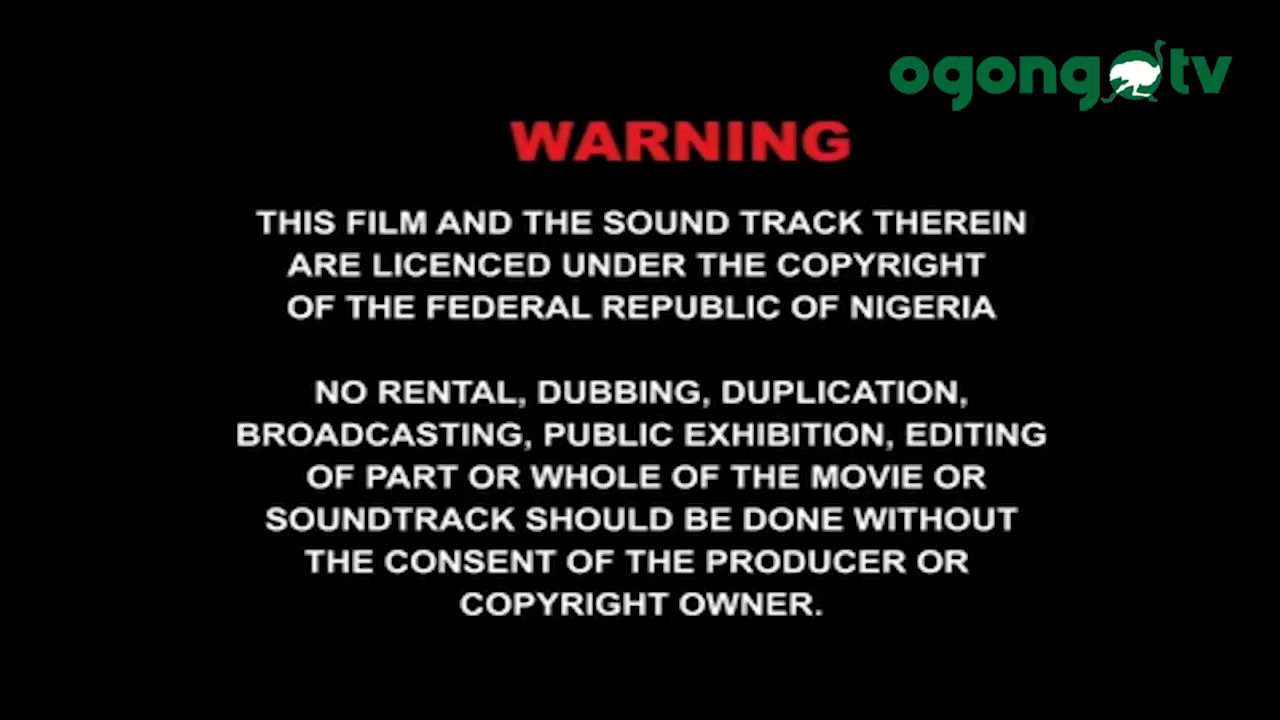 ogongo tv
WARNING
THIS FILM AND THE SOUND TRACK THEREIN
ARE LICENCED UNDER THE COPYRIGHT
OF THE FEDERAL REPUBLIC OF NIGERIA
NO RENTAL, DUBBING, DUPLICATION,
BROADCASTING, PUBLIC EXHIBITION, EDITING
OF PART OR WHOLE OF THE MOVIE OR
SOUNDTRACK SHOULD BE DONE WITHOUT
THE CONSENT OF THE PRODUCER OR
COPYRIGHT OWNER.